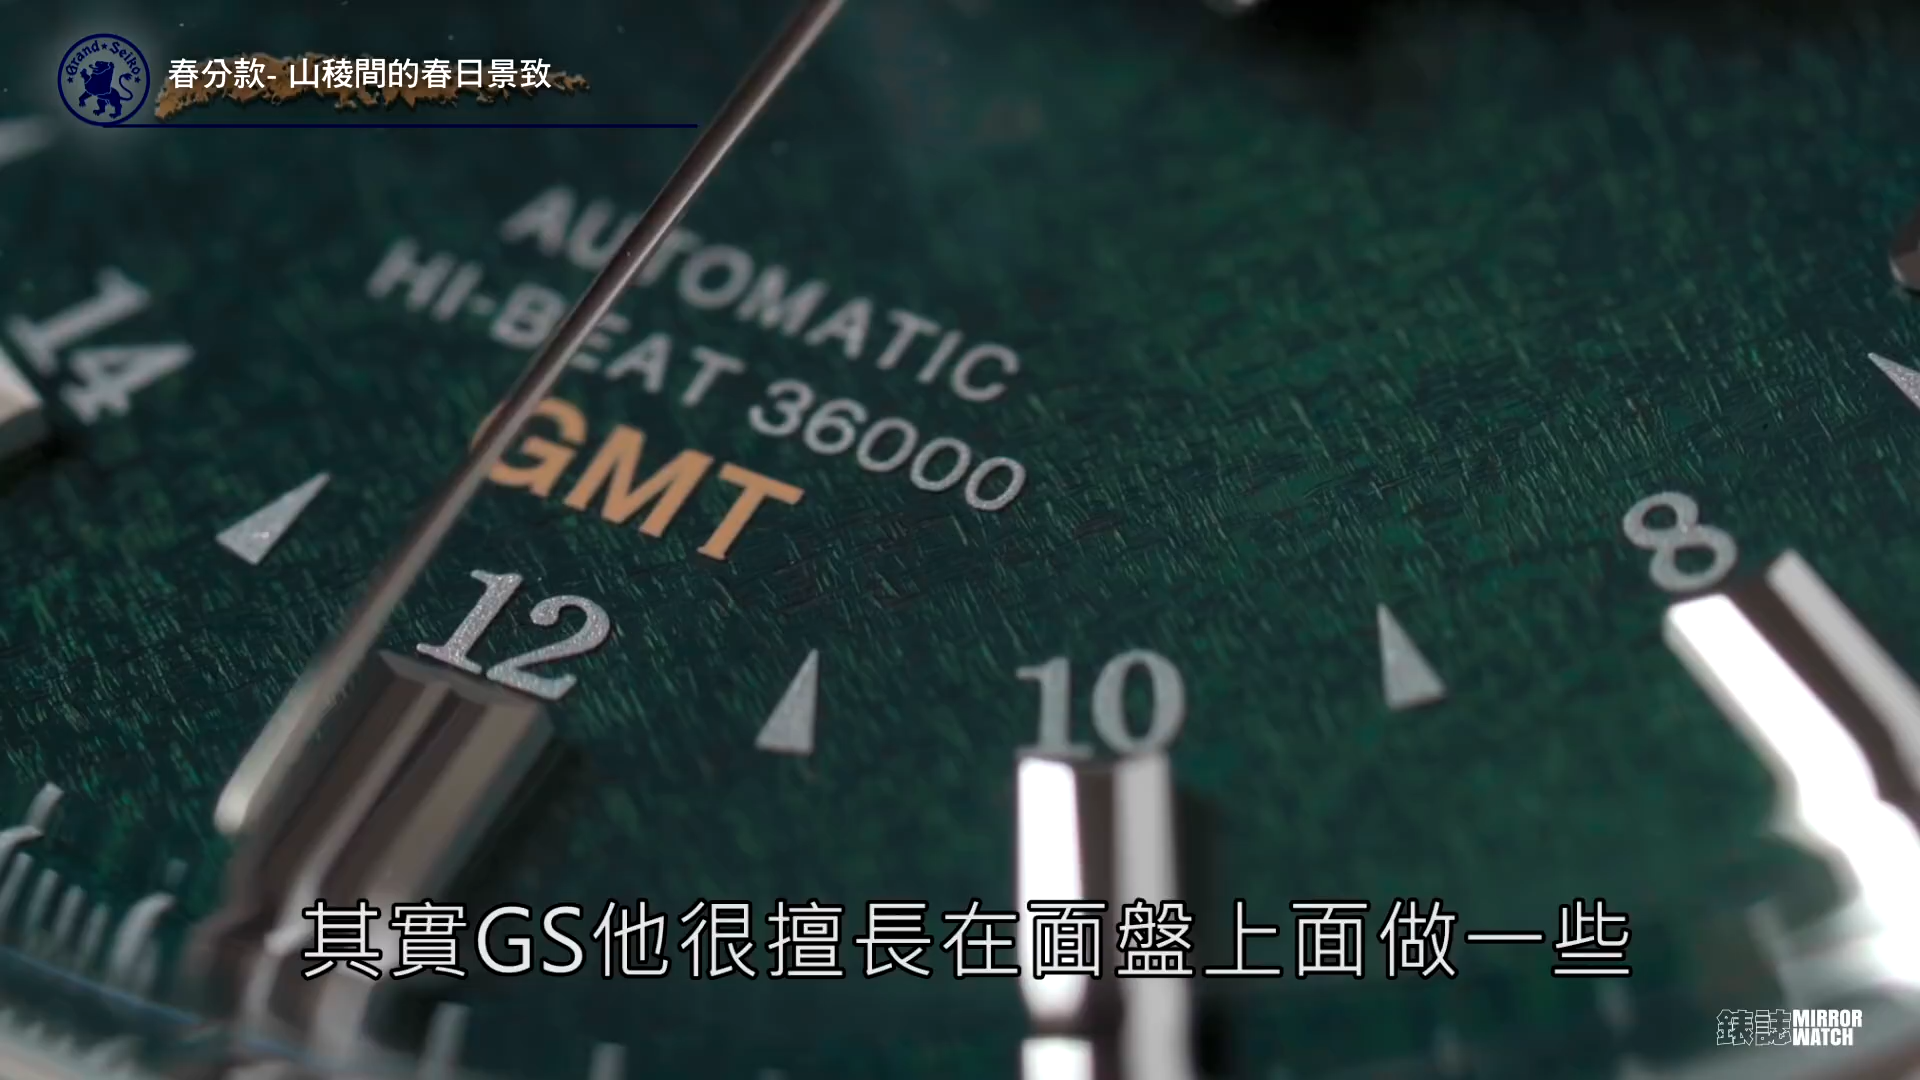 Grand Seiko
春分款- 山稜間的春日景致
AUTOMATIC
HI-BEAT 36000
GMT
14
12
10
8
其實GS他很擅長在面盤上面做一些
錶誌 MIRROR
WATCH